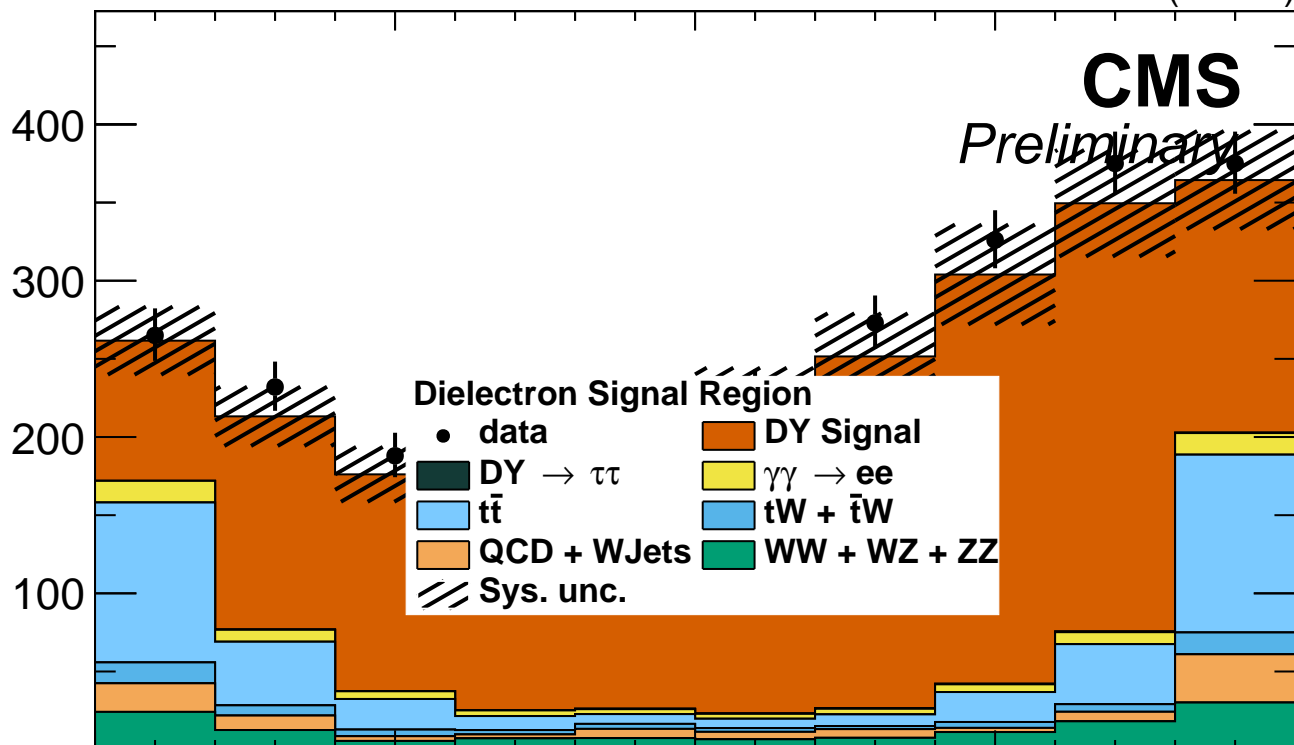 CMS
400
Preliminary
300
Dielectron Signal Region
200
data
DY Signal
DY → ττ
γγ → ee
tt̄
tW + t̄W
QCD + WJets
WW + WZ + ZZ
100
Sys. unc.